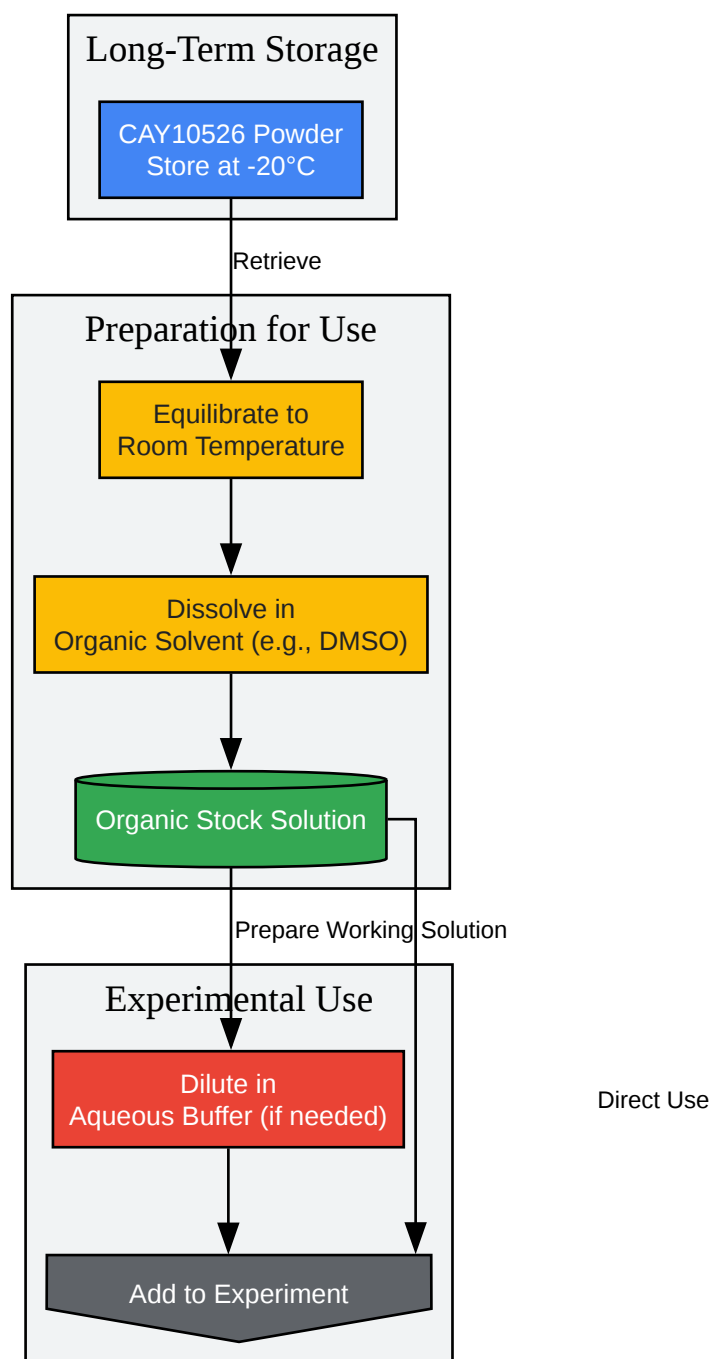 Long-Term Storage
CAY10526 Powder
Store at -20°C
Retrieve
Preparation for Use
Equilibrate to
Room Temperature
Dissolve in
Organic Solvent (e.g., DMSO)
Organic Stock Solution
Prepare Working Solution
Experimental Use
Dilute in
Aqueous Buffer (if needed)
Direct Use
Add to Experiment